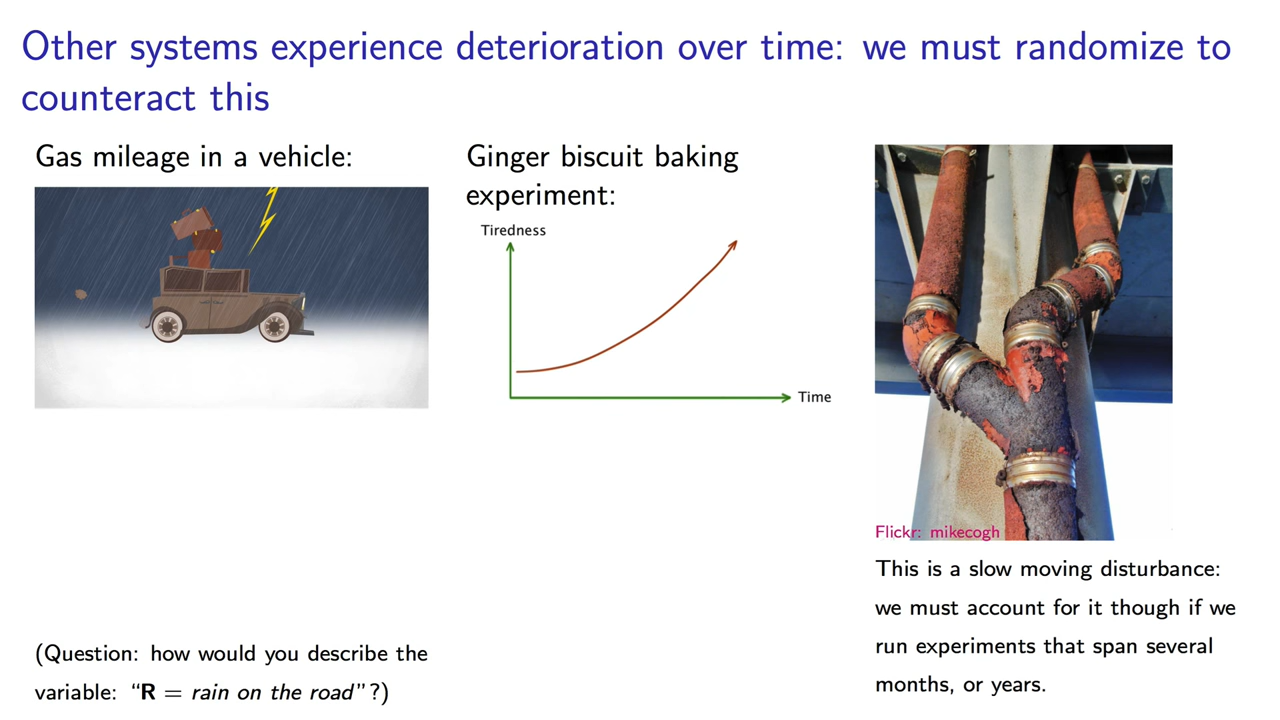 Other systems experience deterioration over time: we must randomize to
counteract this
Gas mileage in a vehicle:
(Question: how would you describe the
variable: “R = rain on the road”?)
Ginger biscuit baking
experiment:
Tiredness
Time
Flickr: mikecogh
This is a slow moving disturbance:
we must account for it though if we
run experiments that span several
months, or years.